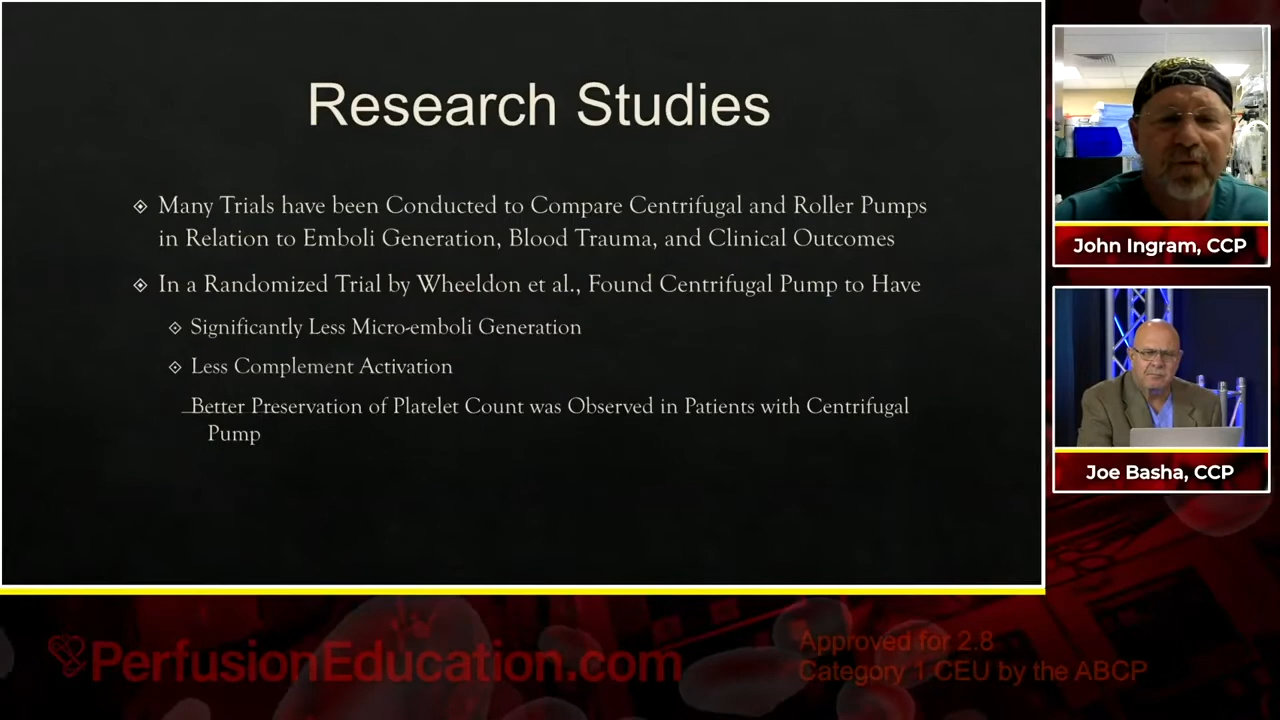 Research Studies
Many Trials have been Conducted to Compare Centrifugal and Roller Pumps
in Relation to Emboli Generation, Blood Trauma, and Clinical Outcomes
In a Randomized Trial by Wheeldon et al., Found Centrifugal Pump to Have
Significantly Less Micro-emboli Generation
Less Complement Activation
Better Preservation of Platelet Count was Observed in Patients with Centrifugal
Pump
John Ingram, CCP
Joe Basha, CCP
PerfusionEducation.com
Approved for 2.8
Category 1 CEU by the ABCP